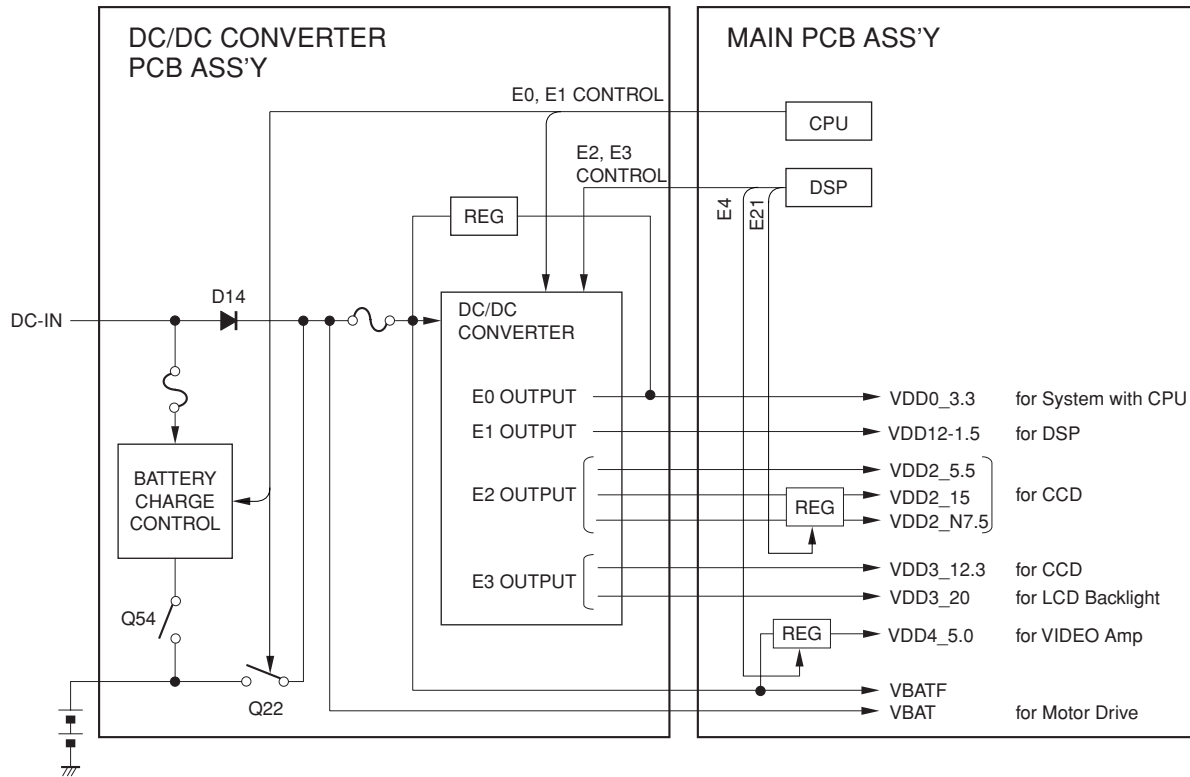 DC/DC CONVERTER
PCB ASS'Y
MAIN PCB ASS'Y
E0, E1 CONTROL
CPU
E2, E3
CONTROL
DSP
REG
E4
E21
D14
DC-IN
DC/DC
CONVERTER
E0 OUTPUT
VDD0_3.3 for System with CPU
E1 OUTPUT
VDD12-1.5 for DSP
BATTERY
CHARGE
CONTROL
E2 OUTPUT
VDD2_5.5
REG
VDD2_15 for CCD
VDD2_N7.5
E3 OUTPUT
VDD3_12.3 for CCD
VDD3_20 for LCD Backlight
Q54
REG
VDD4_5.0 for VIDEO Amp
Q22
VBATF
VBAT for Motor Drive